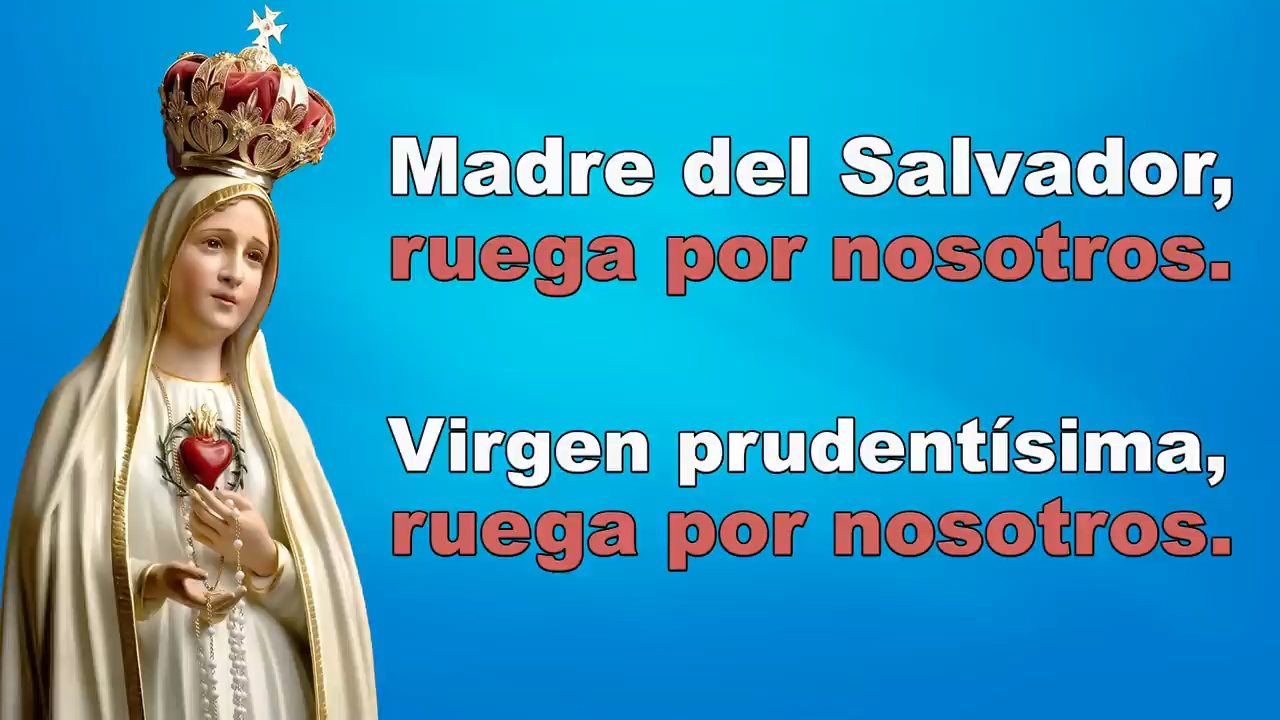 Madre del Salvador,
ruega por nosotros.
Virgen prudentísima,
ruega por nosotros.